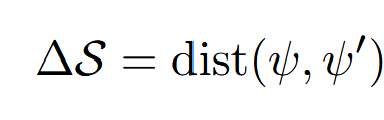 Δ𝒮 = dist(ψ, ψ′)